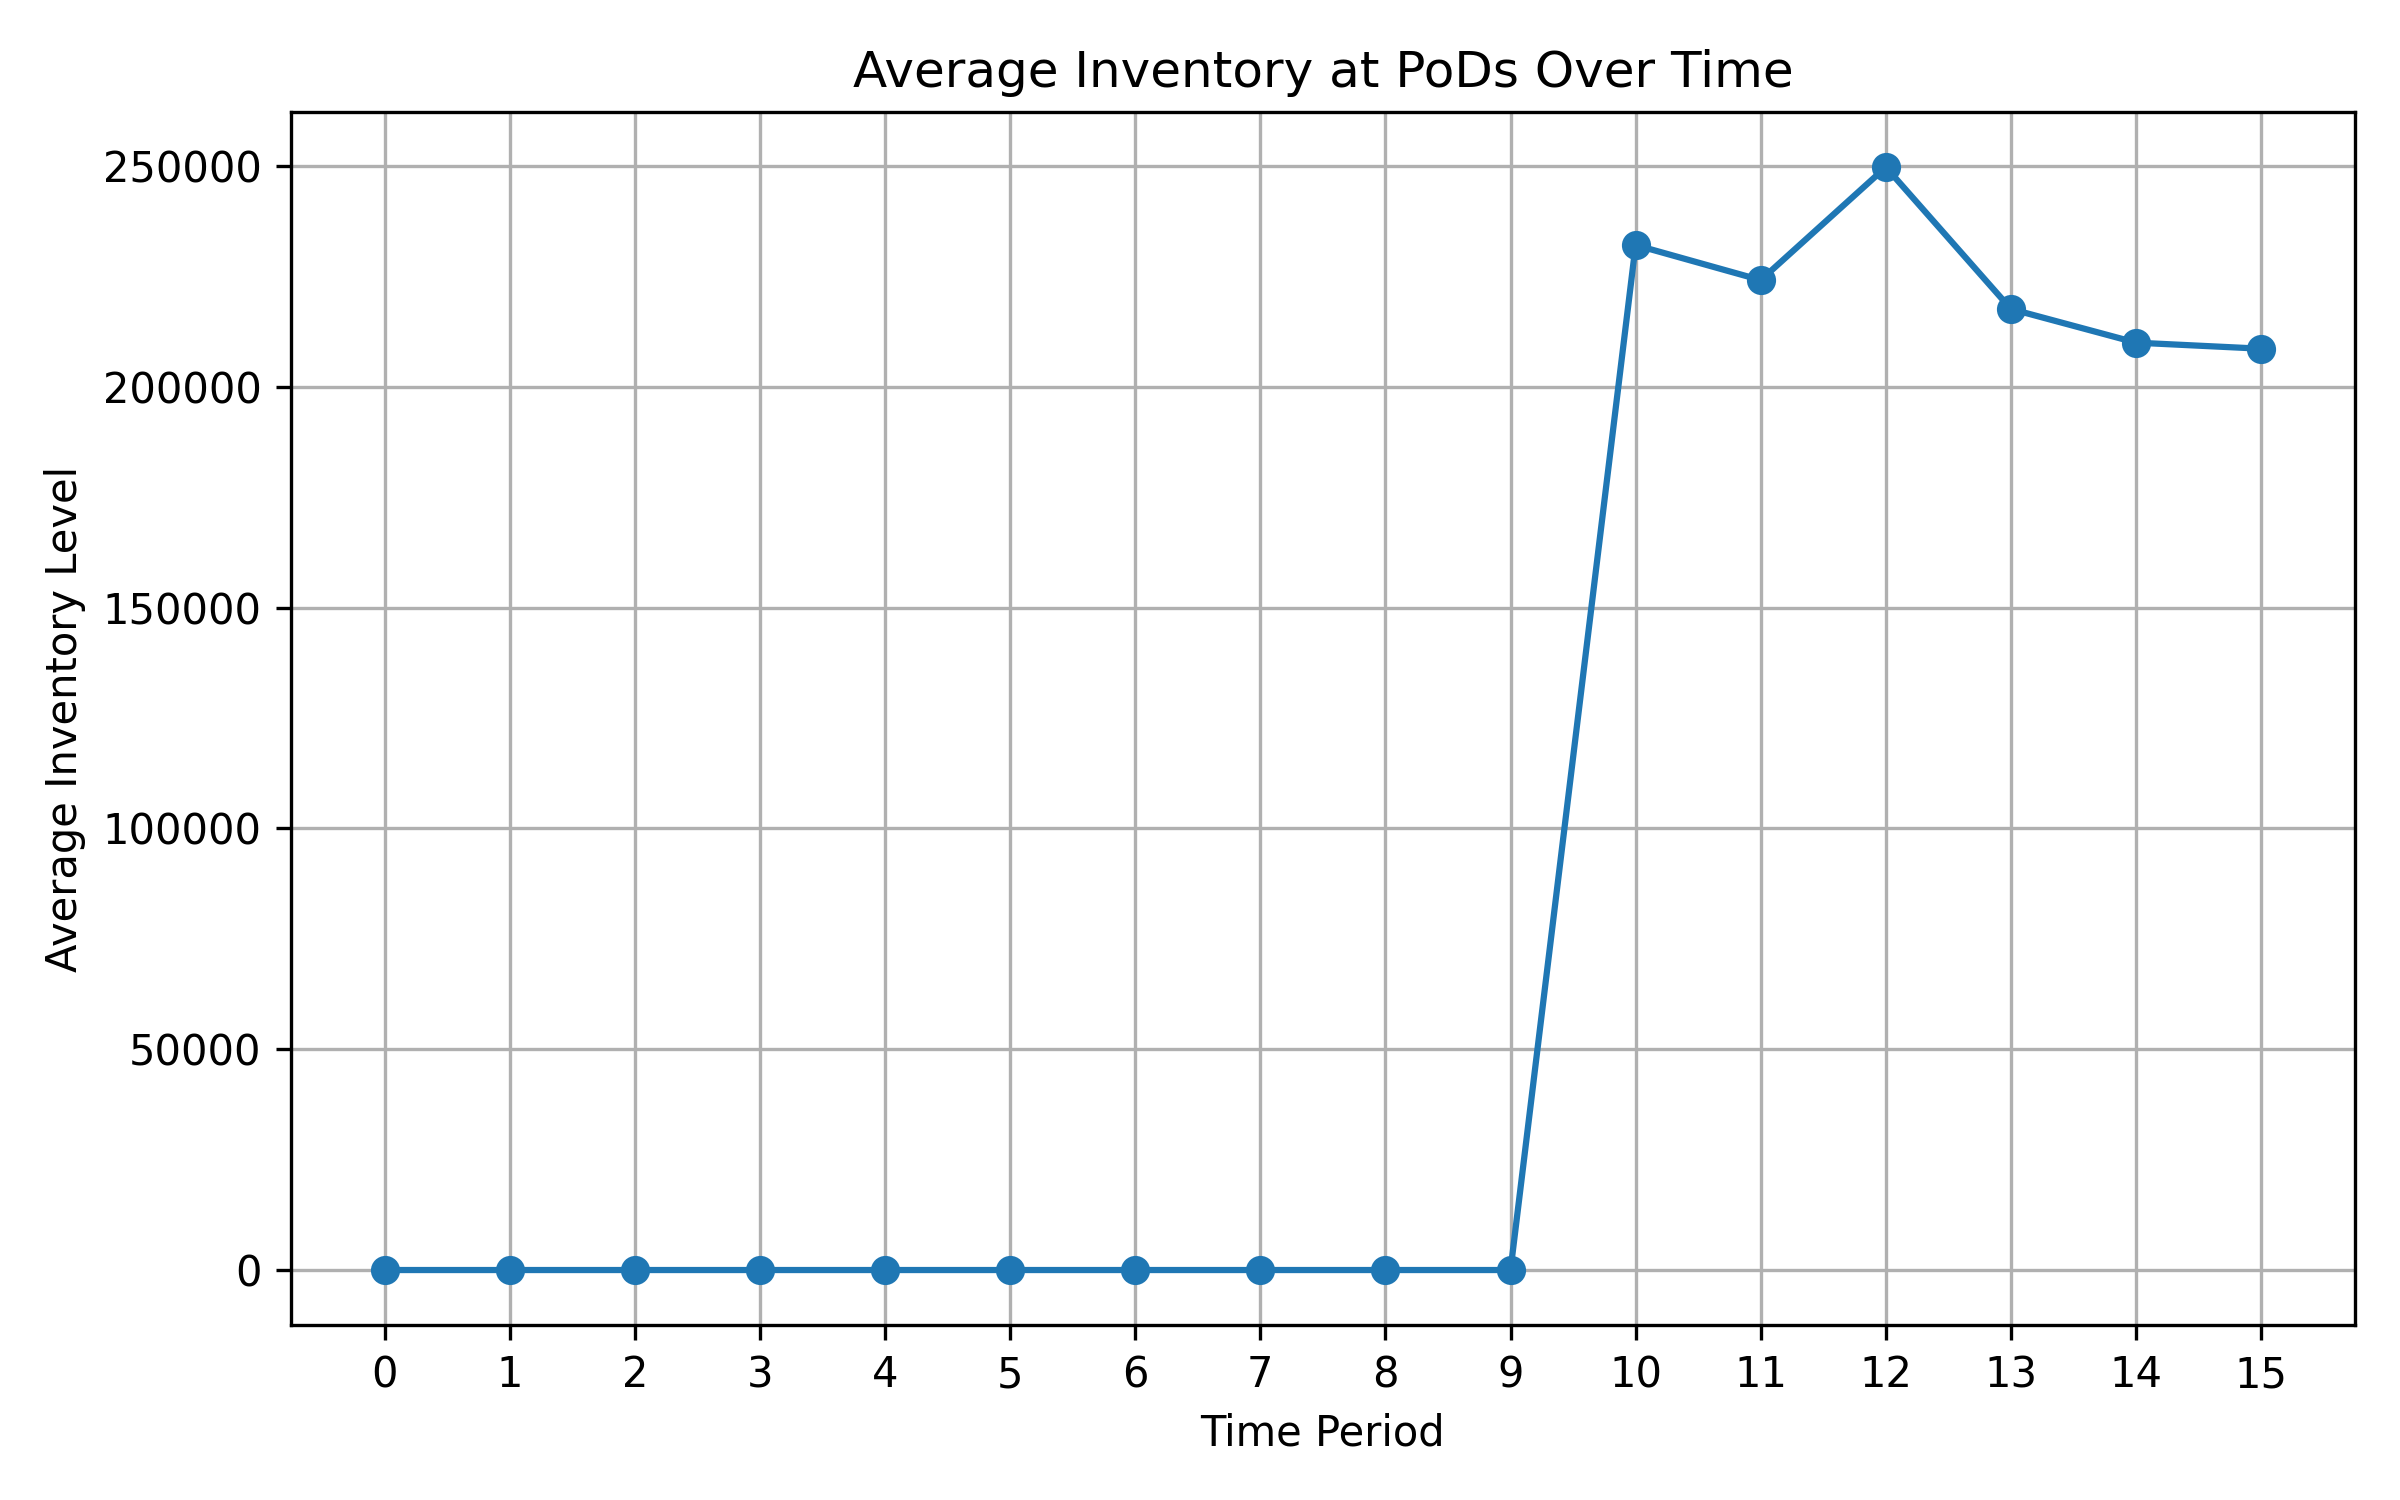 Average Inventory at PoDs Over Time
Average Inventory Level
250000
200000
150000
100000
50000
0
0 1 2 3 4 5 6 7 8 9 10 11 12 13 14 15
Time Period